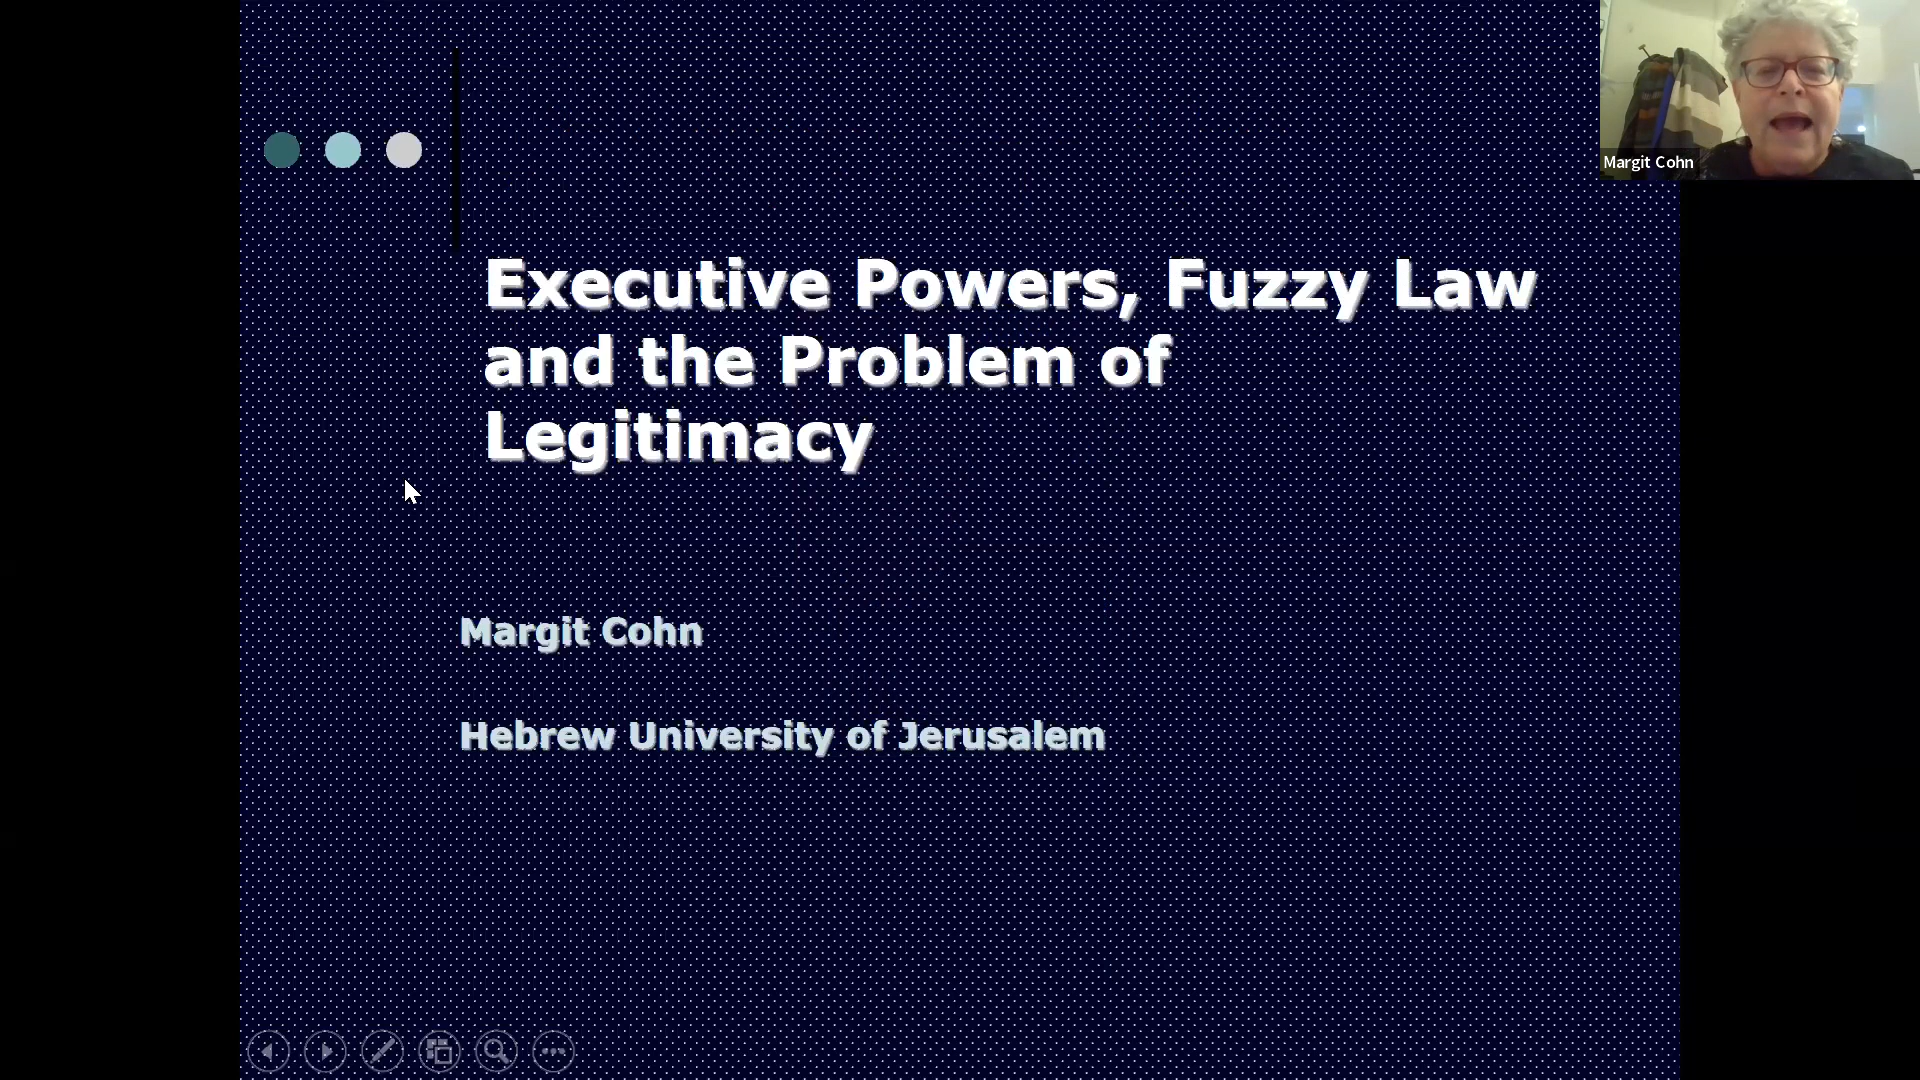 Margit Cohn
Executive Powers, Fuzzy Law
and the Problem of
Legitimacy
Margit Cohn
Hebrew University of Jerusalem